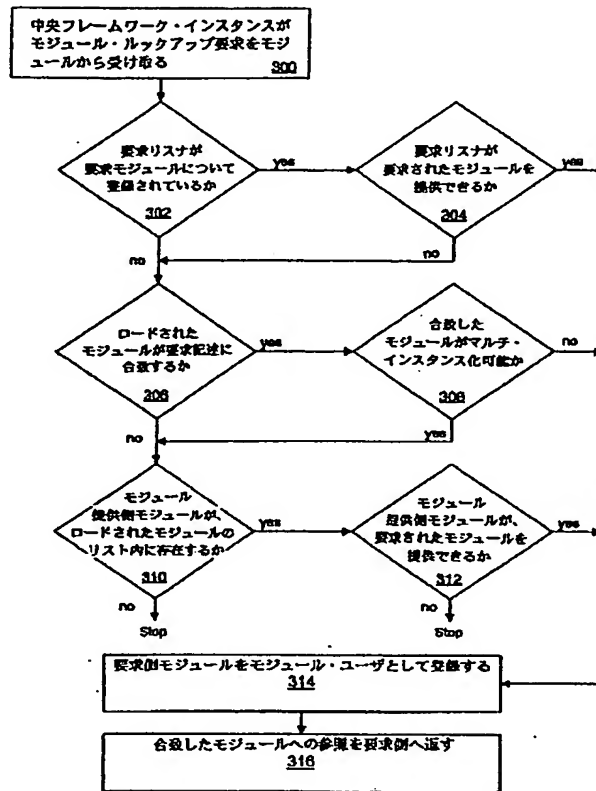 中央フレームワーク・インスタンスが
モジュール・ルックアップ要求をモジ
ュールから受け取る
300
要求リスナが
要求モジュールについて
登録されているか
302
yes
要求リスナが
要求されたモジュールを
提供できるか
304
yes
no
no
ロードされた
モジュールが要求記述に
合致するか
306
yes
合致した
モジュールがマルチ・
インスタンス化可能か
308
no
no
yes
モジュール
提供側モジュールが、
ロードされたモジュールの
リスト内に存在するか
310
yes
モジュール
提供側モジュールが、
要求されたモジュールを
提供できるか
312
yes
no
Stop
no
Stop
要求側モジュールをモジュール・ユーザとして登録する
314
合致したモジュールへの参照を要求側へ返す
316